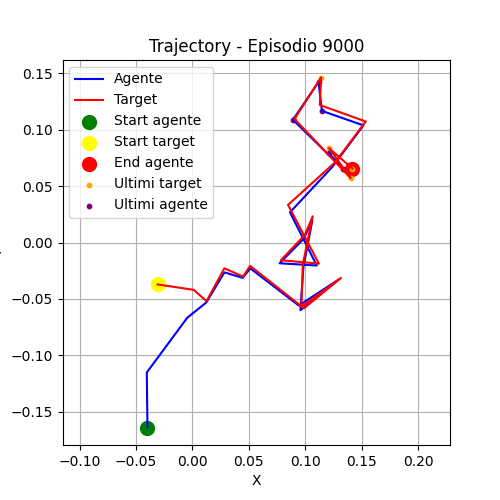 Trajectory - Episodio 9000
Agente
Target
Start agente
Start target
End agente
Ultimi target
Ultimi agente
0.15
0.10
0.05
0.00
−0.05
−0.10
−0.15
−0.10 −0.05 0.00 0.05 0.10 0.15 0.20
X